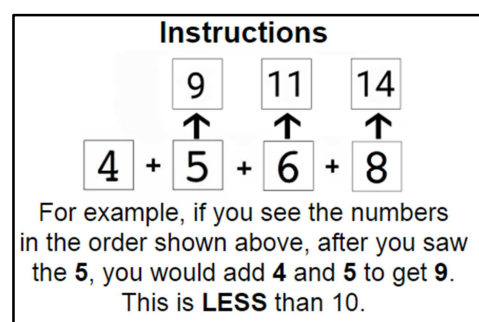 Instructions
9 11 14
4 + 5 + 6 + 8
For example, if you see the numbers
in the order shown above, after you saw
the 5, you would add 4 and 5 to get 9.
This is LESS than 10.